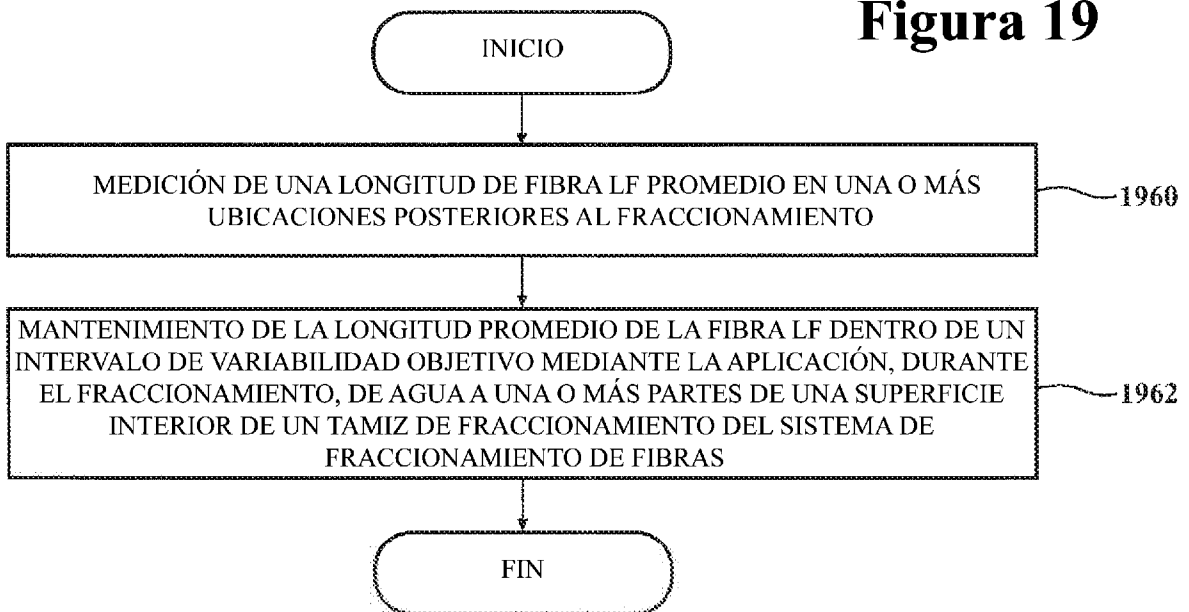 Figura 19
INICIO
MEDICIÓN DE UNA LONGITUD DE FIBRA LF PROMEDIO EN UNA O MÁS
UBICACIONES POSTERIORES AL FRACCIONAMIENTO
1960
MANTENIMIENTO DE LA LONGITUD PROMEDIO DE LA FIBRA LF DENTRO DE UN
INTERVALO DE VARIABILIDAD OBJETIVO MEDIANTE LA APLICACIÓN, DURANTE
EL FRACCIONAMIENTO, DE AGUA A UNA O MÁS PARTES DE UNA SUPERFICIE
INTERIOR DE UN TAMIZ DE FRACCIONAMIENTO DEL SISTEMA DE
FRACCIONAMIENTO DE FIBRAS
1962
FIN